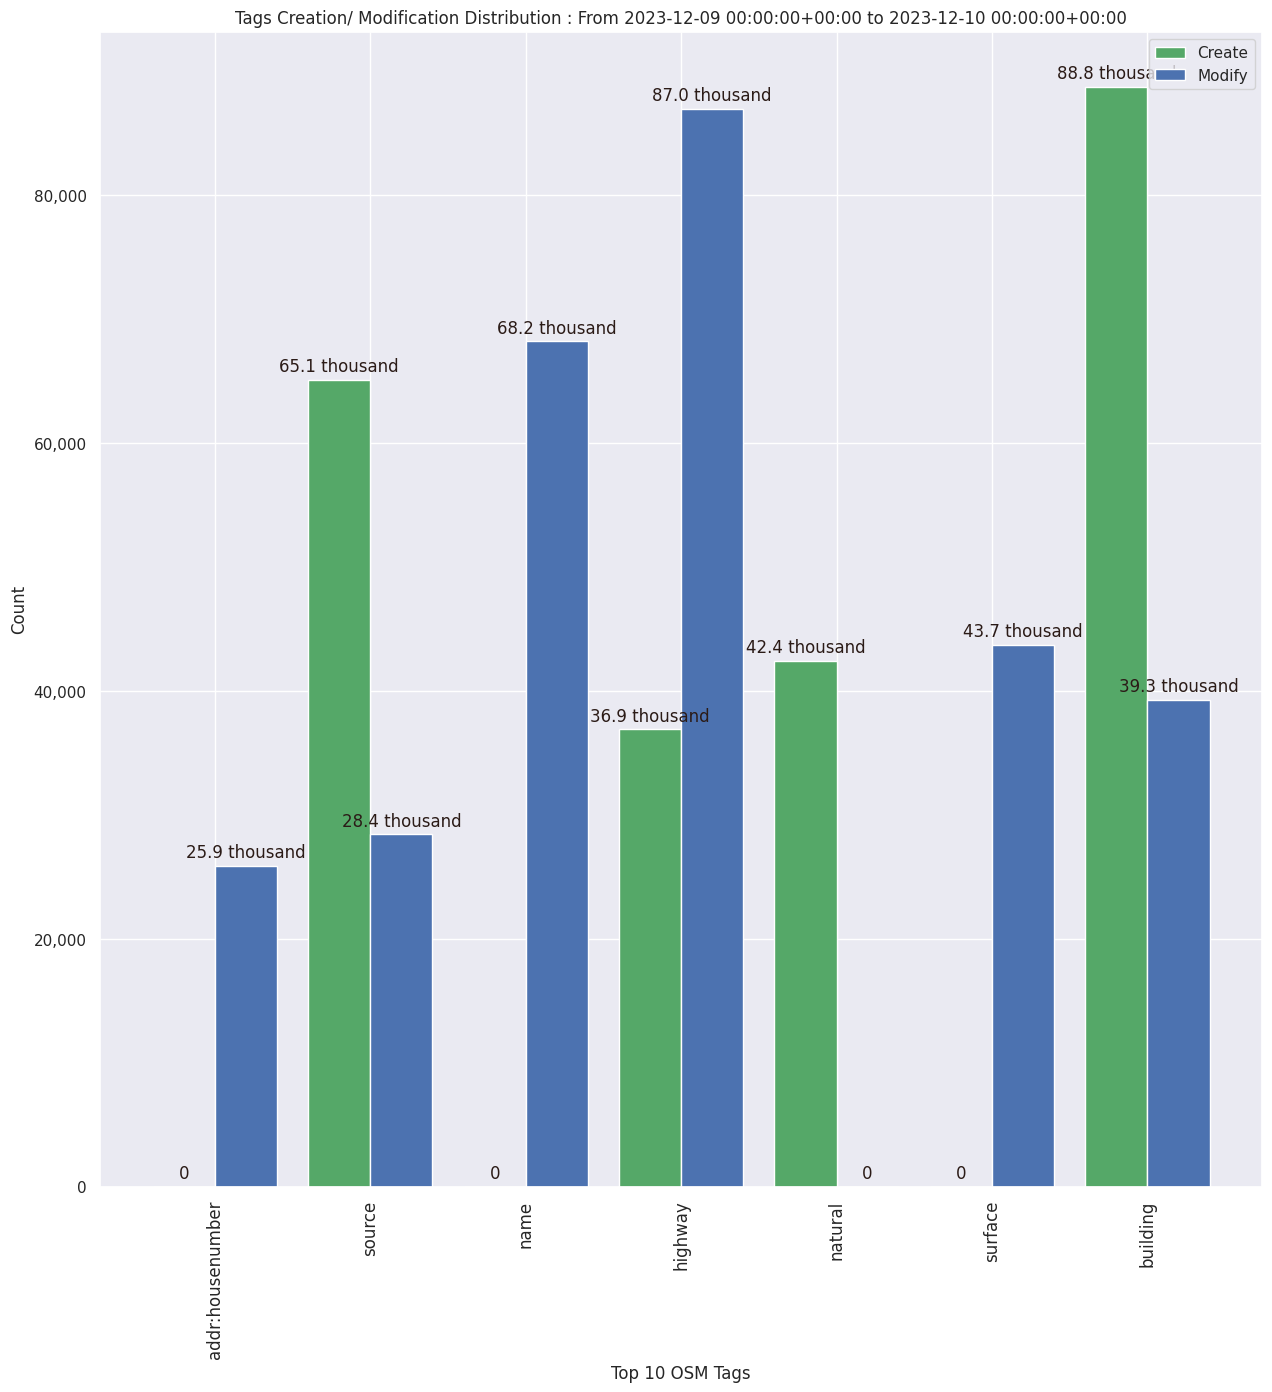 Tags Creation/ Modification Distribution : From 2023-12-09 00:00:00+00:00 to 2023-12-10 00:00:00+00:00
Create
Modify
88.8
87.0 thousand
80,000
68.2 thousand
65.1 thousand
60,000
43.7 thousand
42.4 thousand
39.3 thousand
40,000
36.9 thousand
28.4 thousand
25.9 thousand
20,000
0
0
0
0
0
Count
addr:housenumber
source
name
highway
natural
surface
building
Top 10 OSM Tags